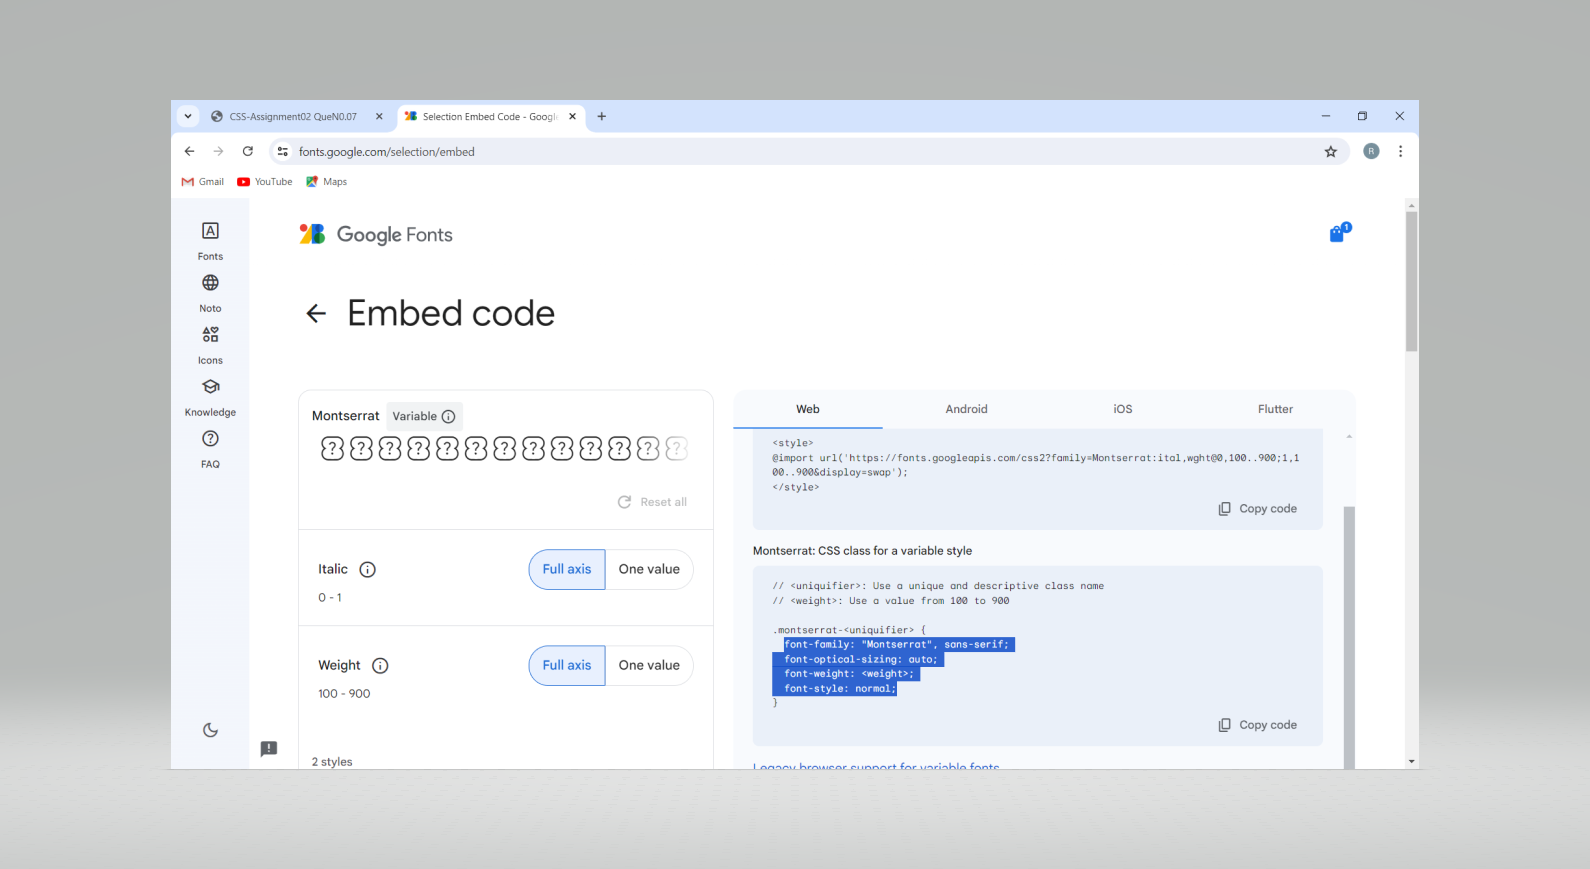 CSS-Assignment02 QueN0.07
Selection Embed Code - Google
fonts.google.com/selection/embed
R
Gmail
YouTube
Maps
A
Fonts
Noto
Icons
Knowledge
FAQ
Google Fonts
1
Embed code
Montserrat
Variable
Reset all
Italic
0 - 1
Full axis
One value
Weight
100 - 900
Full axis
One value
2 styles
Web
Android
iOS
Flutter
<style>
@import url('https://fonts.googleapis.com/css2?family=Montserrat:ital,wght@0,100..900;1,1
00..900&display=swap');
</style>
Copy code
Montserrat: CSS class for a variable style
// <uniquifier>: Use a unique and descriptive class name
// <weight>: Use a value from 100 to 900
.montserrat-<uniquifier> {
font-family: "Montserrat", sans-serif;
font-optical-sizing: auto;
font-weight: <weight>;
font-style: normal;
}
Copy code
Legacy browser support for variable fonts